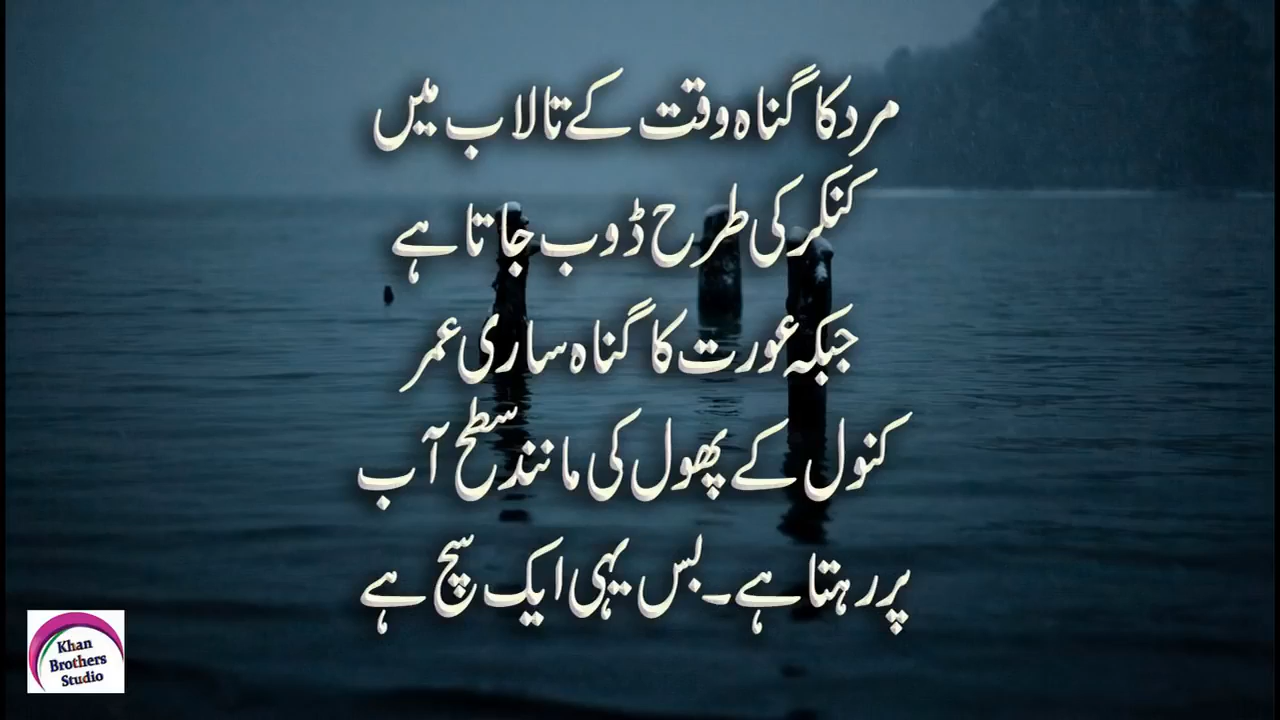 مرد کا گناہ وقت کے تالاب میں
کنکر کی طرح ڈوب جاتا ہے
جبکہ عورت کا گناہ ساری عمر
کنول کے پھول کی مانند سطح آب
پر رہتا ہے۔ بس یہی ایک سچ ہے
Khan
Brothers
Studio